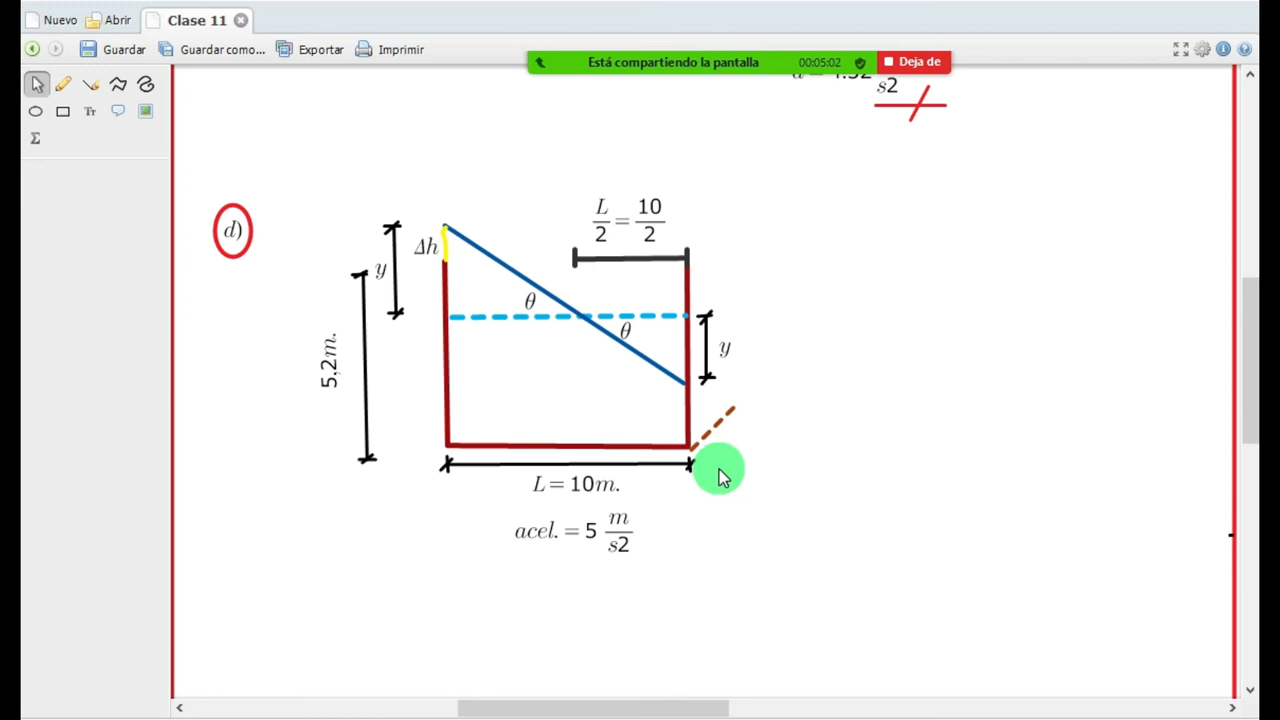 Nuevo Abrir Clase 11
Guardar Guardar como... Exportar Imprimir
Está compartiendo la pantalla 00:05:02 Deja de
s2
Tr
Σ
d)
L/2 = 10/2
Δh
y
θ
θ
y
5,2m.
L = 10m.
acel. = 5 m/s2